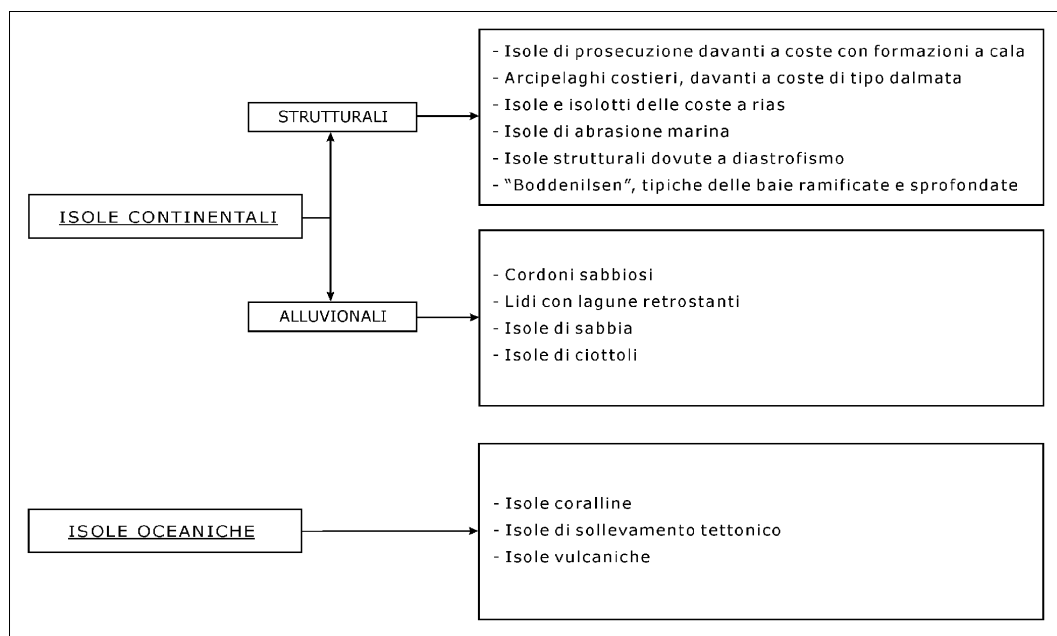 - Isole di prosecuzione davanti a coste con formazioni a cala
- Arcipelaghi costieri, davanti a coste di tipo dalmata
- Isole e isolotti delle coste a rias
- Isole di abrasione marina
- Isole strutturali dovute a diastrofismo
- “Boddenilsen”, tipiche delle baie ramificate e sprofondate
STRUTTURALI
ISOLE CONTINENTALI
ALLUVIONALI
- Cordoni sabbiosi
- Lidi con lagune retrostanti
- Isole di sabbia
- Isole di ciottoli
ISOLE OCEANICHE
- Isole coralline
- Isole di sollevamento tettonico
- Isole vulcaniche